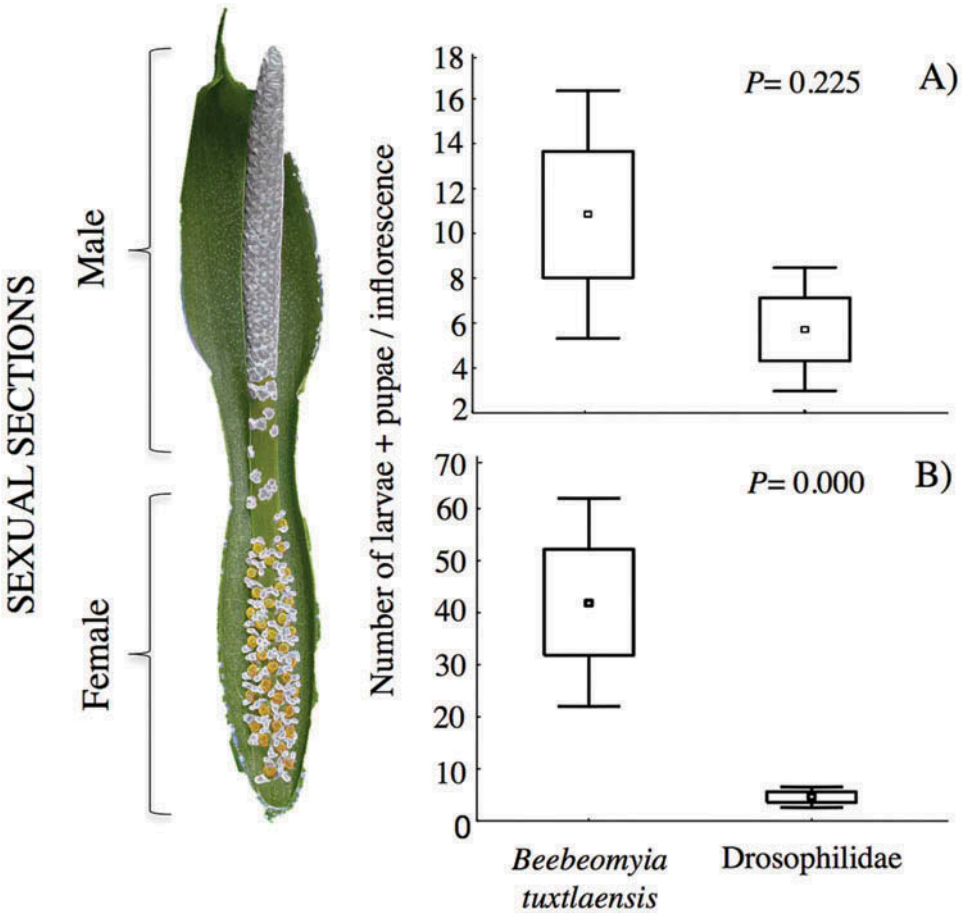 SEXUAL SECTIONS
Male
Female
Number of larvae + pupae / inflorescence
A)
P= 0.225
18
16
14
12
10
8
6
4
2
B)
P= 0.000
70
60
50
40
30
20
10
0
Beebeomyia
tuxtlaensis
Drosophilidae